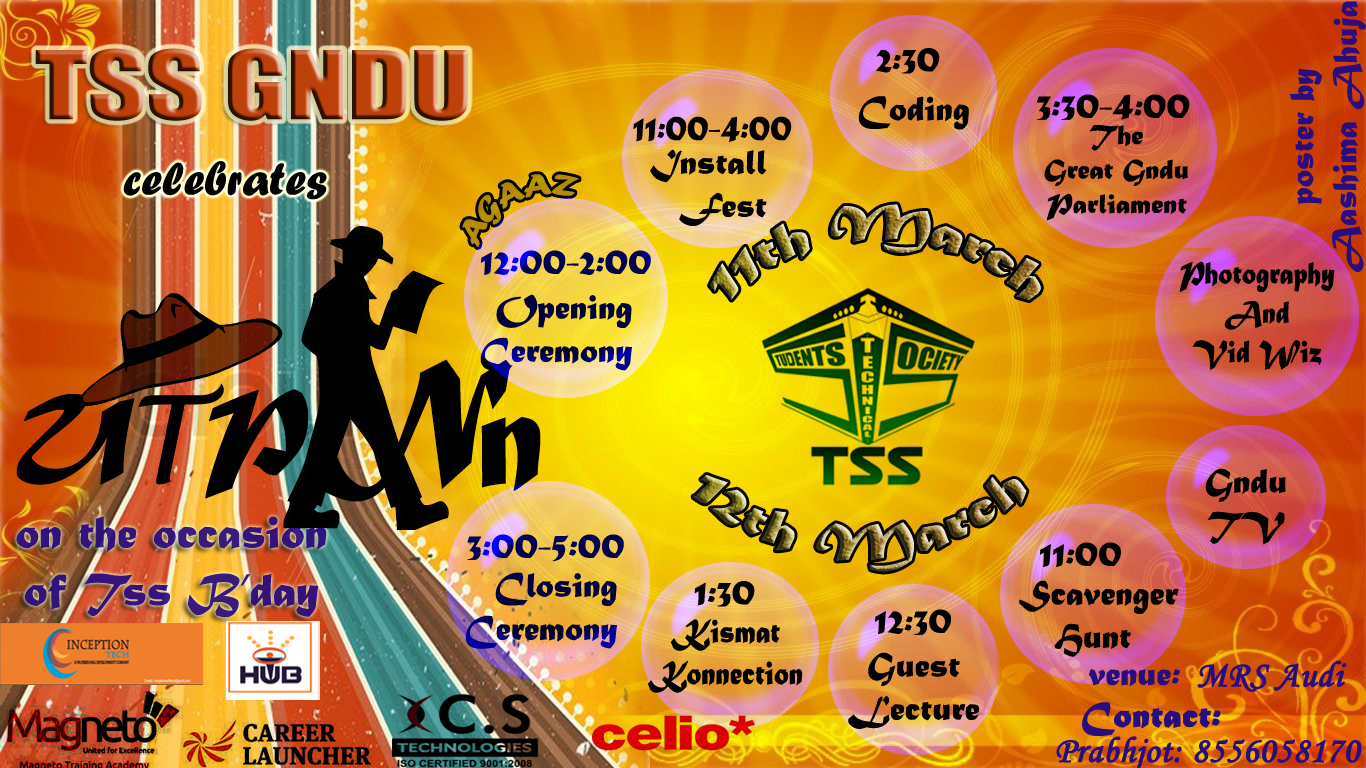 TSS GNDU
celebrates
on the occasion
of Tss B'day
AGAAZ
12:00-2:00
Opening
Ceremony
11:00-4:00
Install
Fest
2:30
Coding
3:30-4:00
The
Great Gndu
Parliament
Photography
And
Vid Wiz
Gndu
TV
11:00
Scavenger
Hunt
12:30
Guest
Lecture
1:30
Kismat
Konnection
3:00-5:00
Closing
Ceremony
11th March
STUDENTS TECHNICAL SOCIETY
TSS
12th March
poster by
Aashima Ahuja
venue: MRS Audi
Contact:
Prabhjot: 8556058170
INCEPTION
TECH
HUB
Magneto
United for Excellence
Magneto Training Academy
CAREER
LAUNCHER
C.S
TECHNOLOGIES
ISO CERTIFIED 9001:2008
celio*